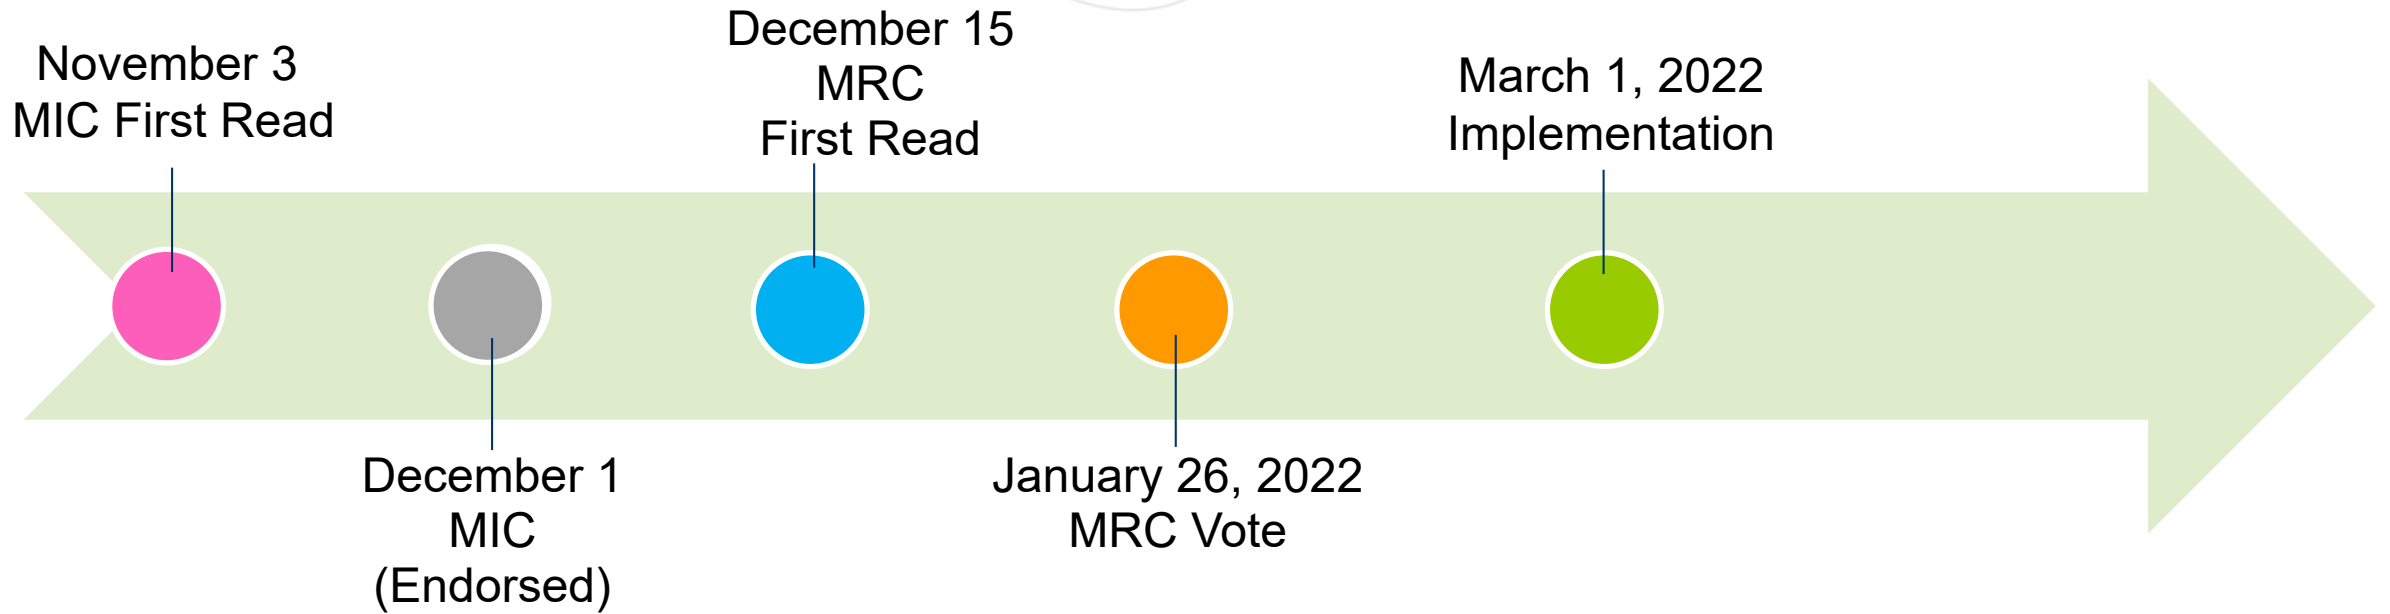 November 3
MIC First Read
December 1
MIC
(Endorsed)
December 15
MRC
First Read
January 26, 2022
MRC Vote
March 1, 2022
Implementation